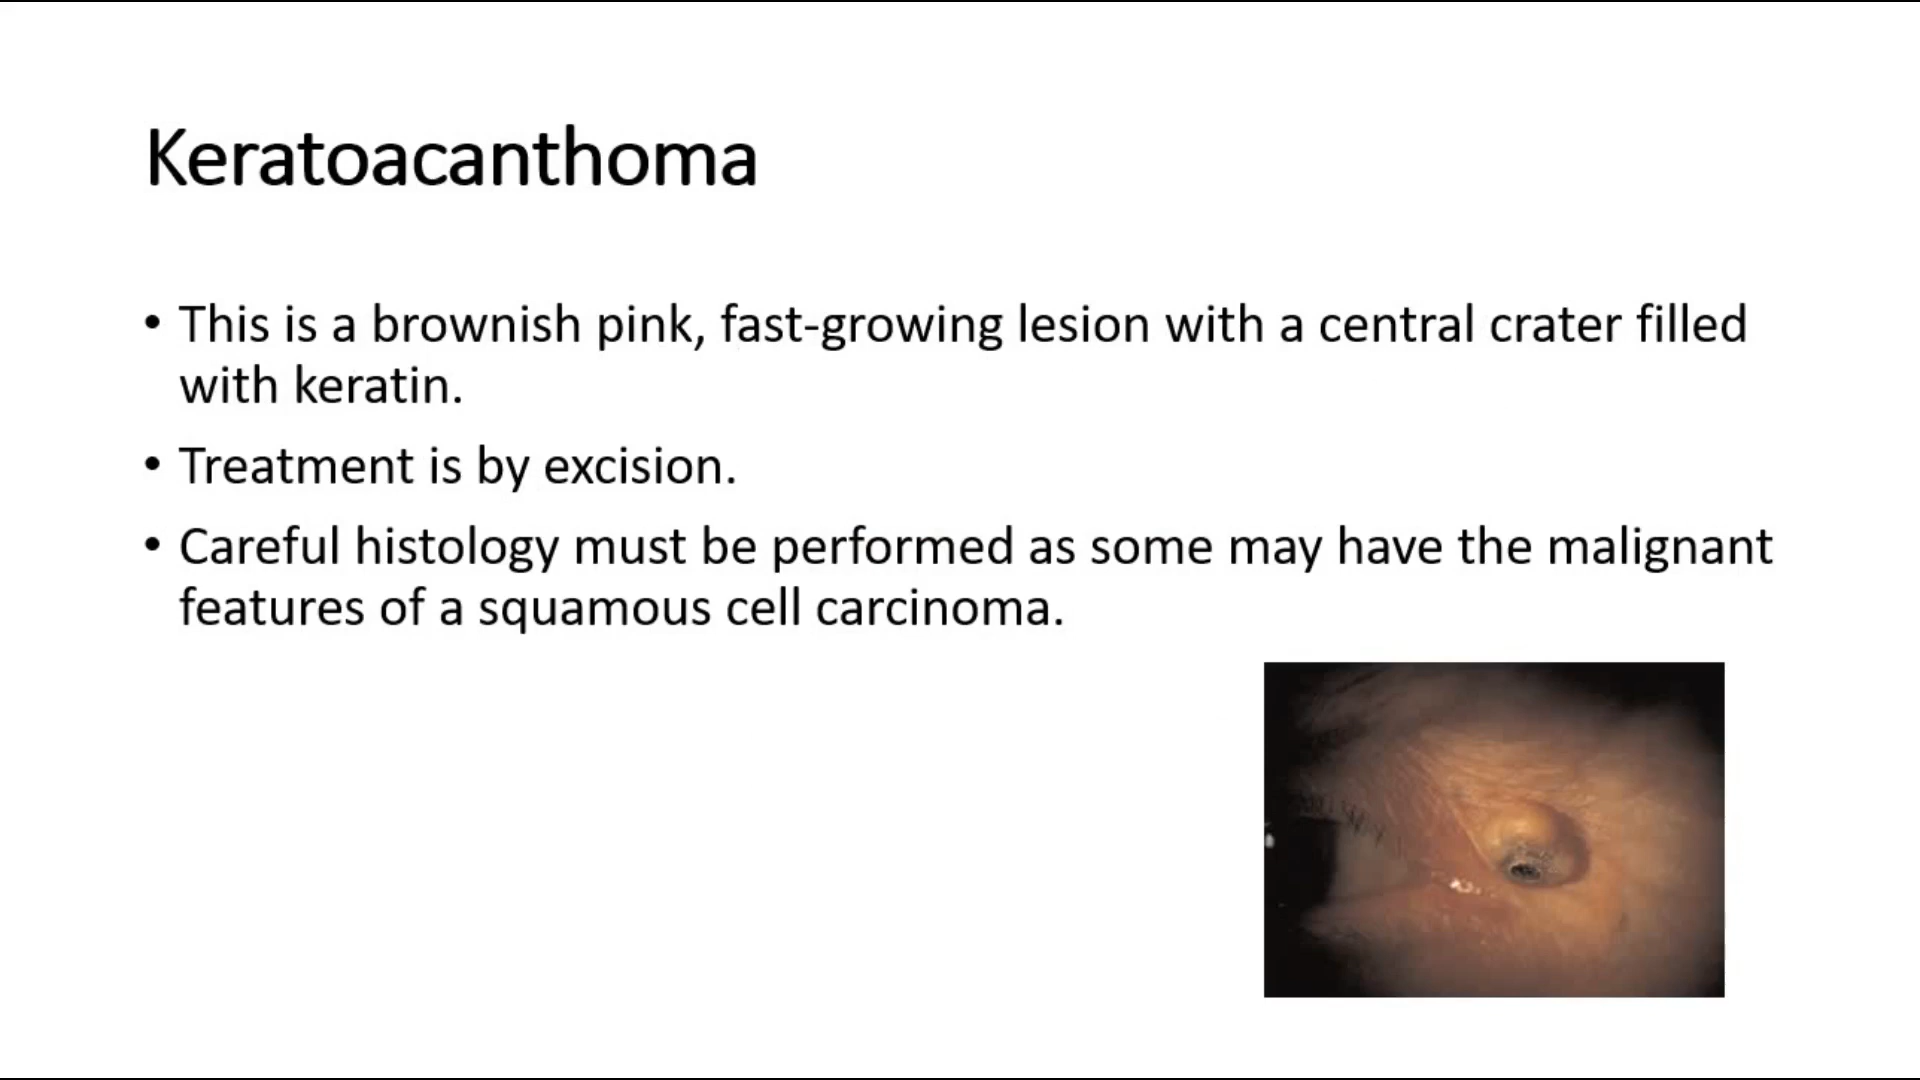 Keratoacanthoma
• This is a brownish pink, fast-growing lesion with a central crater filled
with keratin.
• Treatment is by excision.
• Careful histology must be performed as some may have the malignant
features of a squamous cell carcinoma.